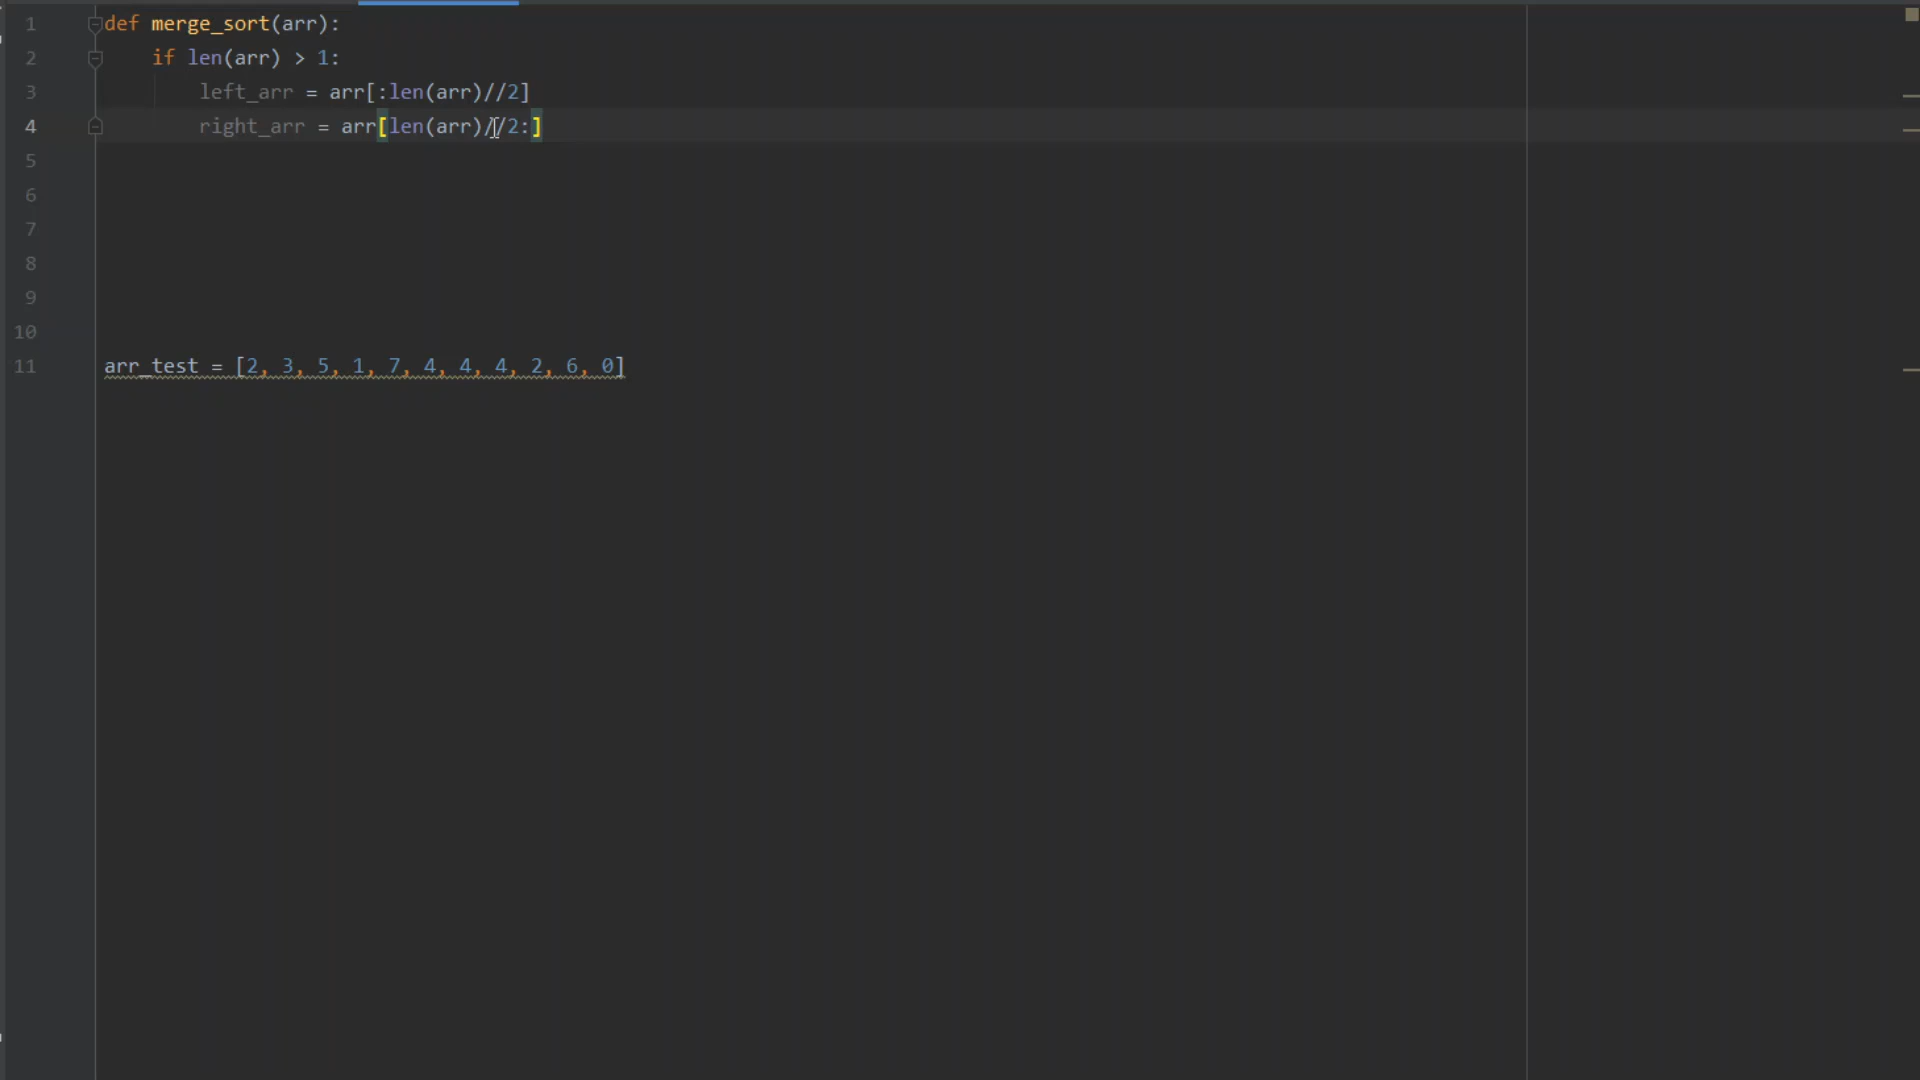 1 def merge_sort(arr):
2 if len(arr) > 1:
3 left_arr = arr[:len(arr)//2]
4 right_arr = arr[len(arr)//2:]
5
6
7
8
9
10
11 arr_test = [2, 3, 5, 1, 7, 4, 4, 4, 2, 6, 0]